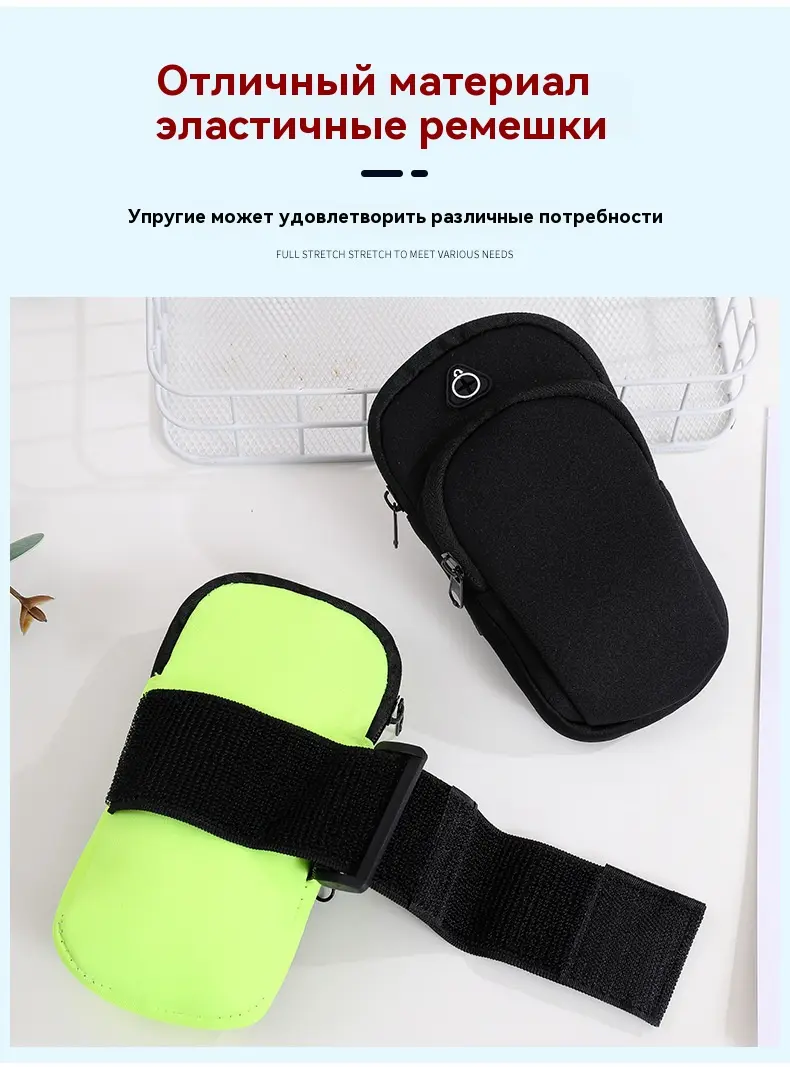 Отличный материал
эластичные ремешки
Упругие может удовлетворить различные потребности
FULL STRETCH STRETCH TO MEET VARIOUS NEEDS